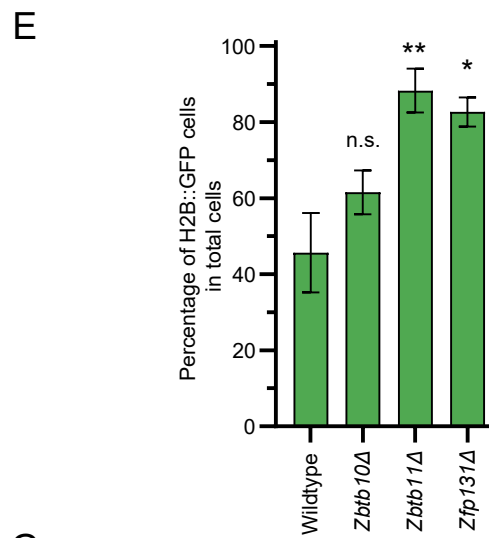 E
100
80
60
40
20
0
Percentage of H2B::GFP cells
in total cells
n.s.
**
*
Wildtype
Zbtb10Δ
Zbtb11Δ
Zfp131Δ